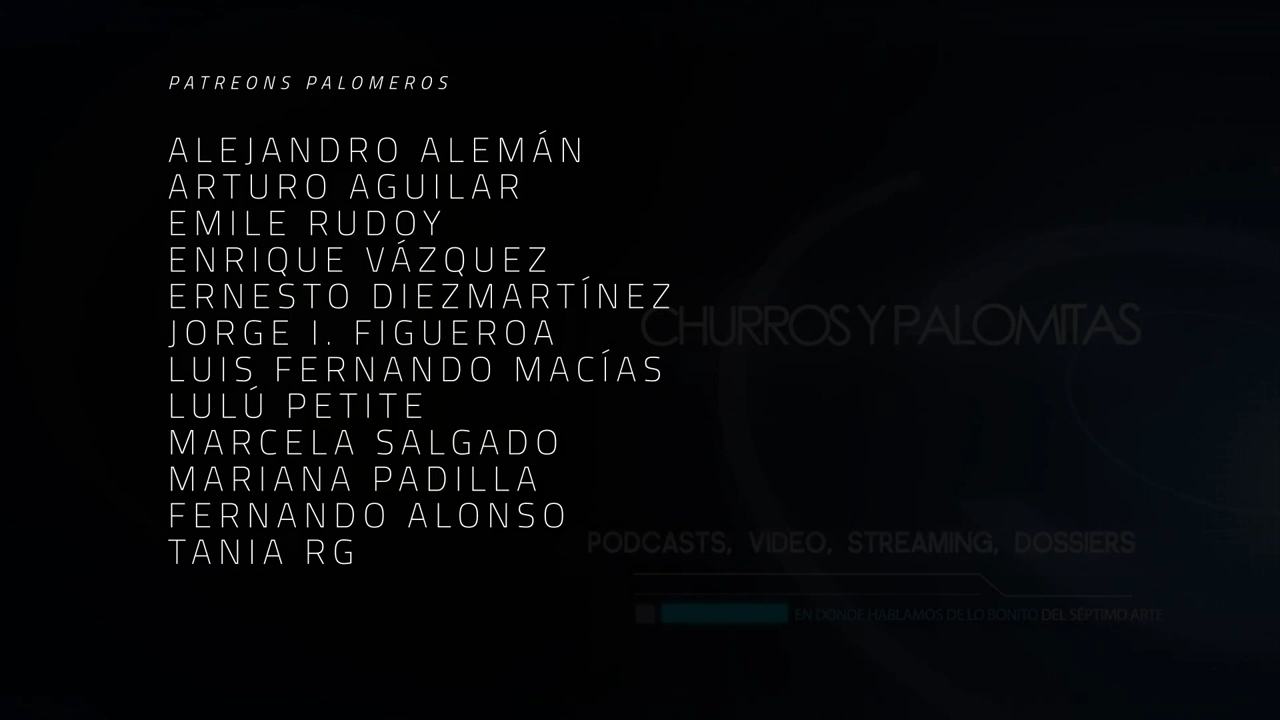 PATREONS PALOMEROS
ALEJANDRO ALEMÁN
ARTURO AGUILAR
EMILE RUDOY
ENRIQUE VÁZQUEZ
ERNESTO DIEZMARTÍNEZ
JORGE I. FIGUEROA
LUIS FERNANDO MACÍAS
LULÚ PETITE
MARCELA SALGADO
MARIANA PADILLA
FERNANDO ALONSO
TANIA RG
CHURROS Y PALOMITAS
PODCASTS, VIDEO, STREAMING, DOSSIERS
EN DONDE HABLAMOS DE LO BONITO DEL SÉPTIMO ARTE